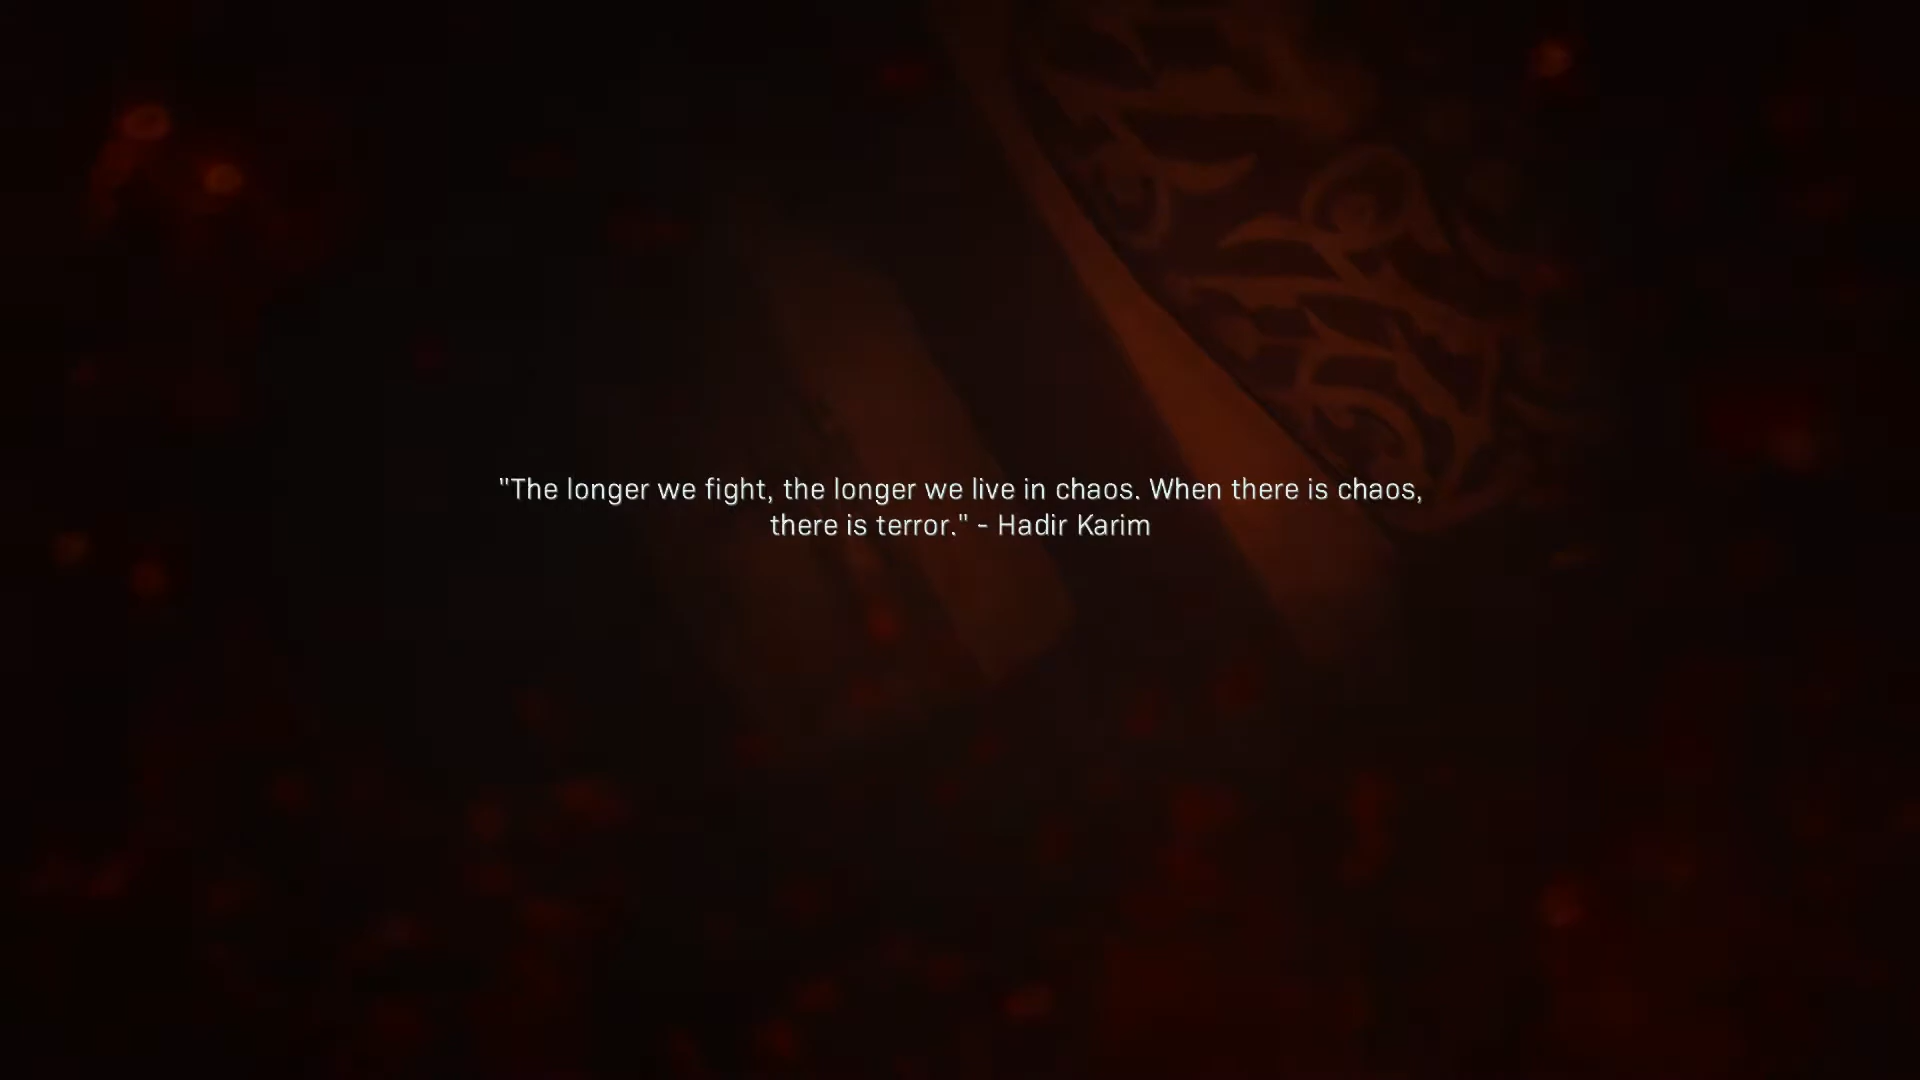 "The longer we fight, the longer we live in chaos. When there is chaos,
there is terror." - Hadir Karim